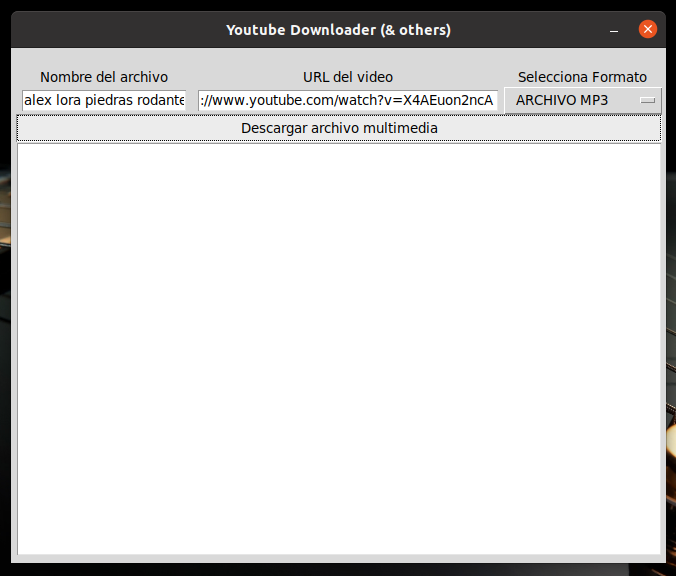 Youtube Downloader (& others)
Nombre del archivo URL del video Selecciona Formato
alex lora piedras rodante ://www.youtube.com/watch?v=X4AEuon2ncA ARCHIVO MP3
Descargar archivo multimedia